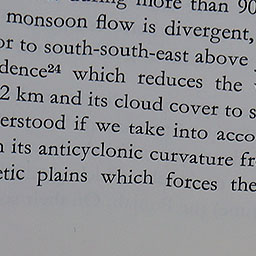 more than 90
monsoon flow is divergent,
or to south-south-east above
dence²⁴ which reduces the
2 km and its cloud cover to s
erstood if we take into acco
its anticyclonic curvature fr
etic plains which forces the